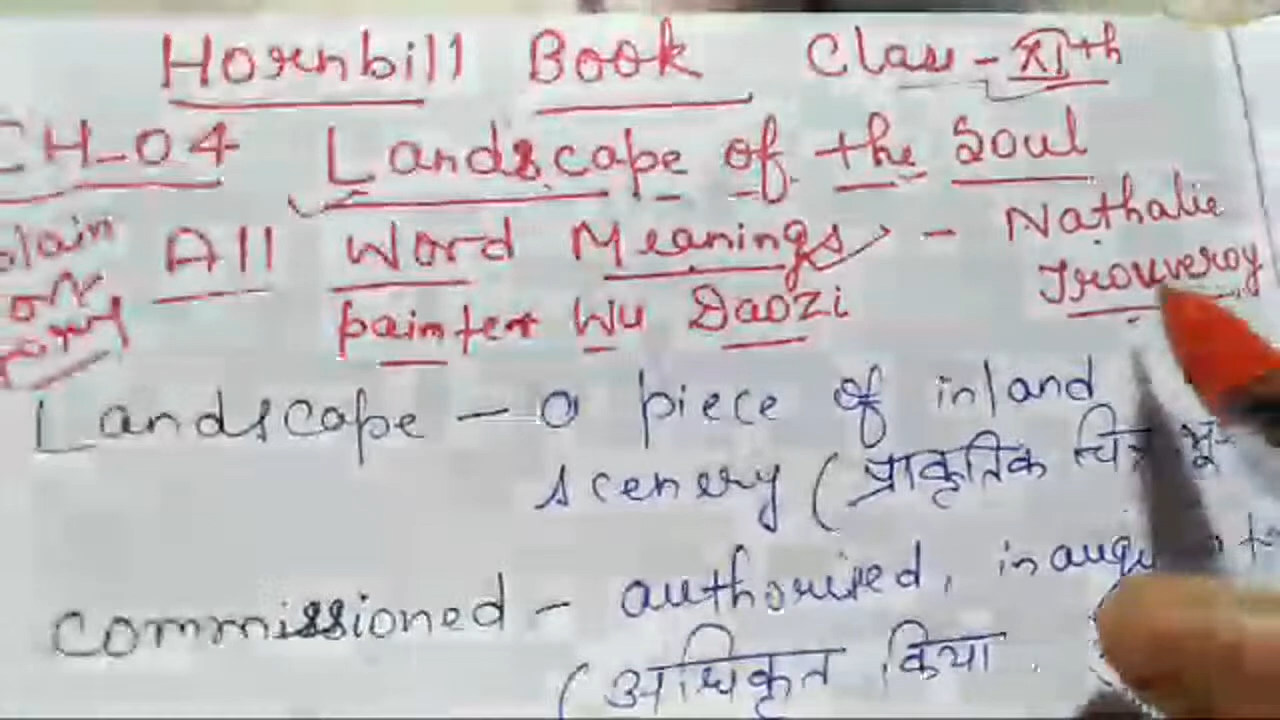 Hornbill Book Class - XIth
CH-04 Landscape of the Soul
All Word Meanings - Nathalie
Trouveroy
painter Wu Daozi
Landscape - a piece of inland
scenery (प्राकृतिक
Commissioned - authorised,
(अधिकृत किया